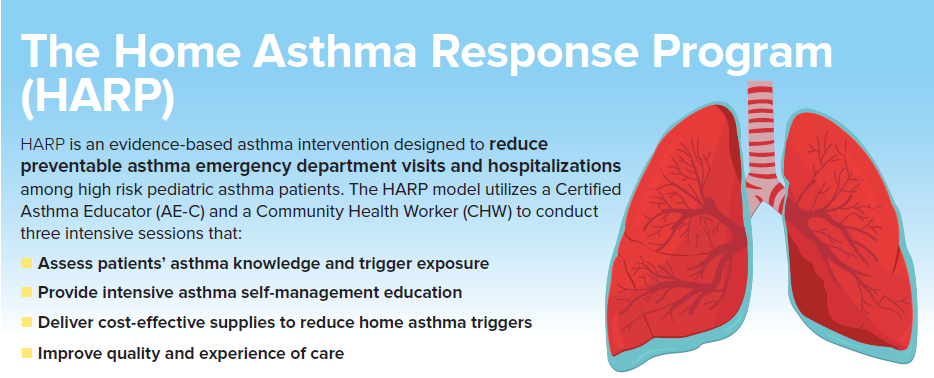 The Home Asthma Response Program
(HARP)
HARP is an evidence-based asthma intervention designed to reduce
preventable asthma emergency department visits and hospitalizations
among high risk pediatric asthma patients. The HARP model utilizes a Certified
Asthma Educator (AE-C) and a Community Health Worker (CHW) to conduct
three intensive sessions that:
Assess patients’ asthma knowledge and trigger exposure
Provide intensive asthma self-management education
Deliver cost-effective supplies to reduce home asthma triggers
Improve quality and experience of care